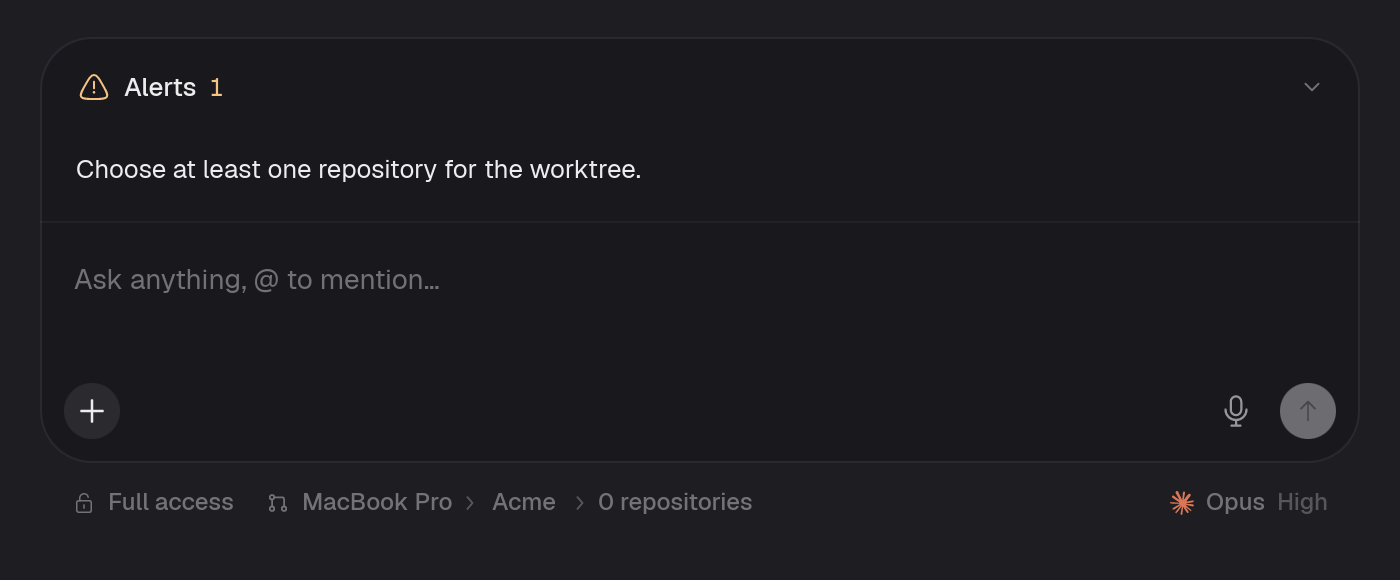 Alerts 1
Choose at least one repository for the worktree.
Ask anything, @ to mention...
Full access MacBook Pro > Acme > 0 repositories Opus High